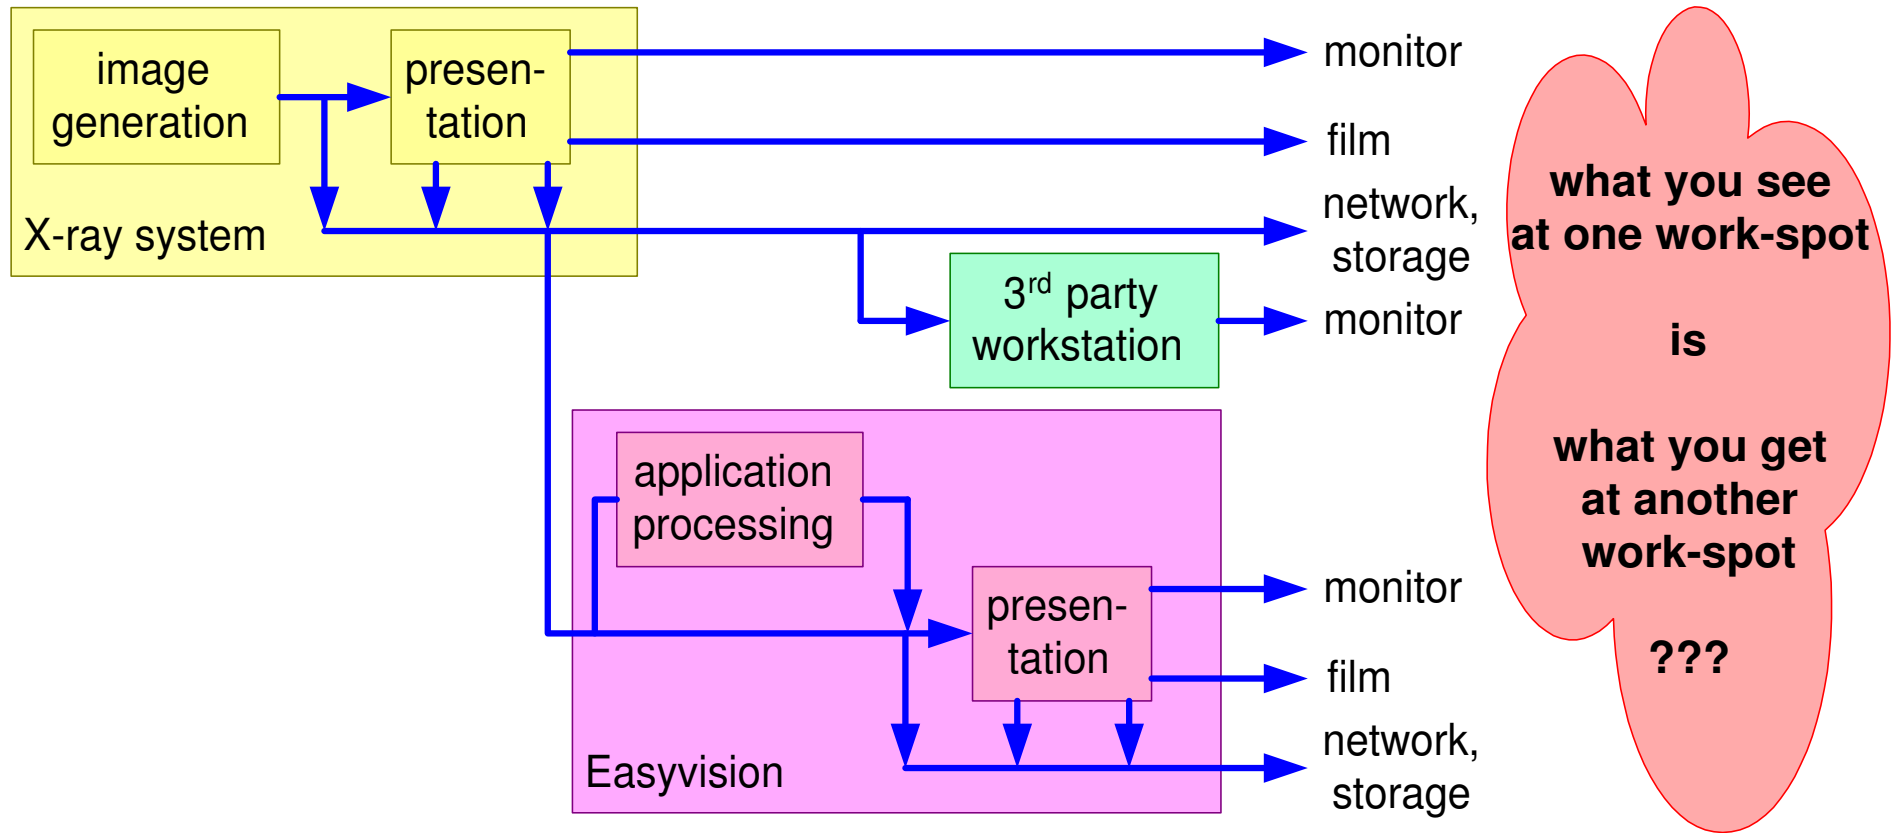 image
generation
presen-
tation
X-ray system
monitor
film
network,
storage
3rd party
workstation
monitor
application
processing
presen-
tation
Easyvision
monitor
film
network,
storage
what you see
at one work-spot
is
what you get
at another
work-spot
???